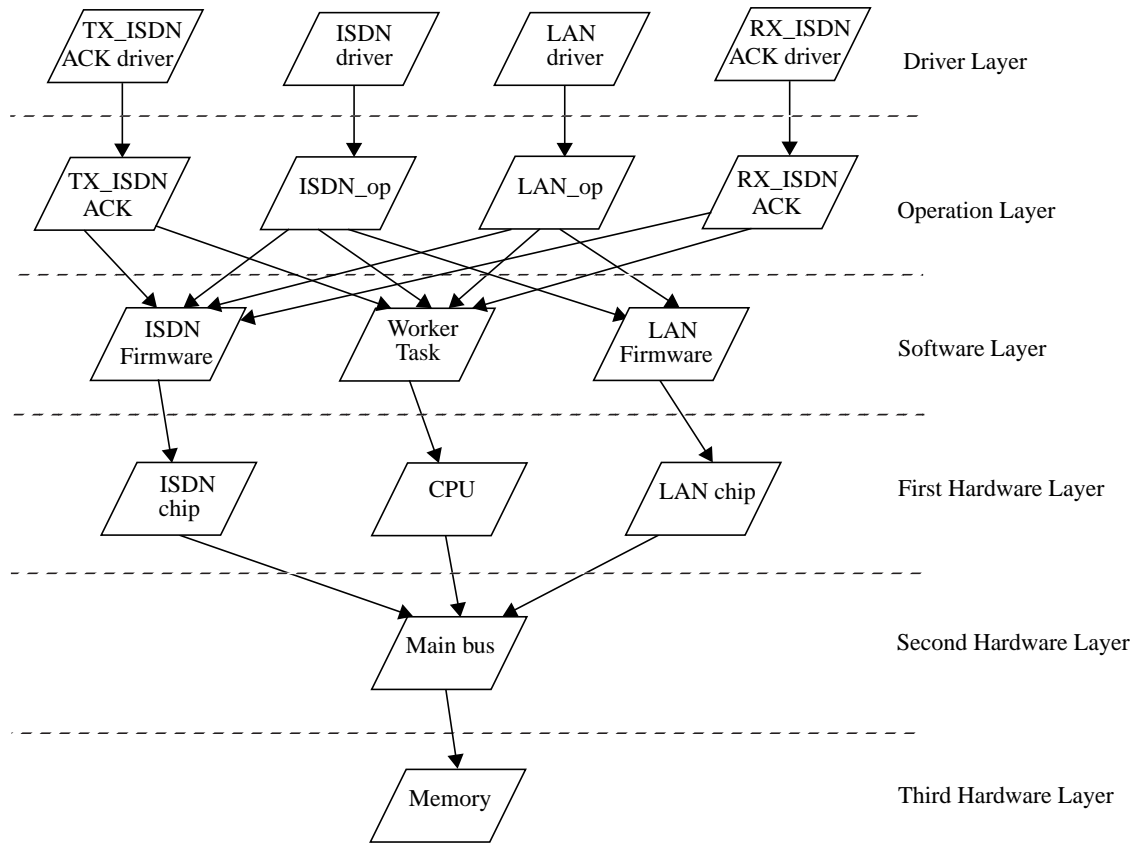 TX_ISDN
ACK driver
ISDN
driver
LAN
driver
RX_ISDN
ACK driver
Driver Layer
TX_ISDN
ACK
ISDN_op
LAN_op
RX_ISDN
ACK
Operation Layer
ISDN
Firmware
Worker
Task
LAN
Firmware
Software Layer
ISDN
chip
CPU
LAN chip
First Hardware Layer
Main bus
Second Hardware Layer
Memory
Third Hardware Layer